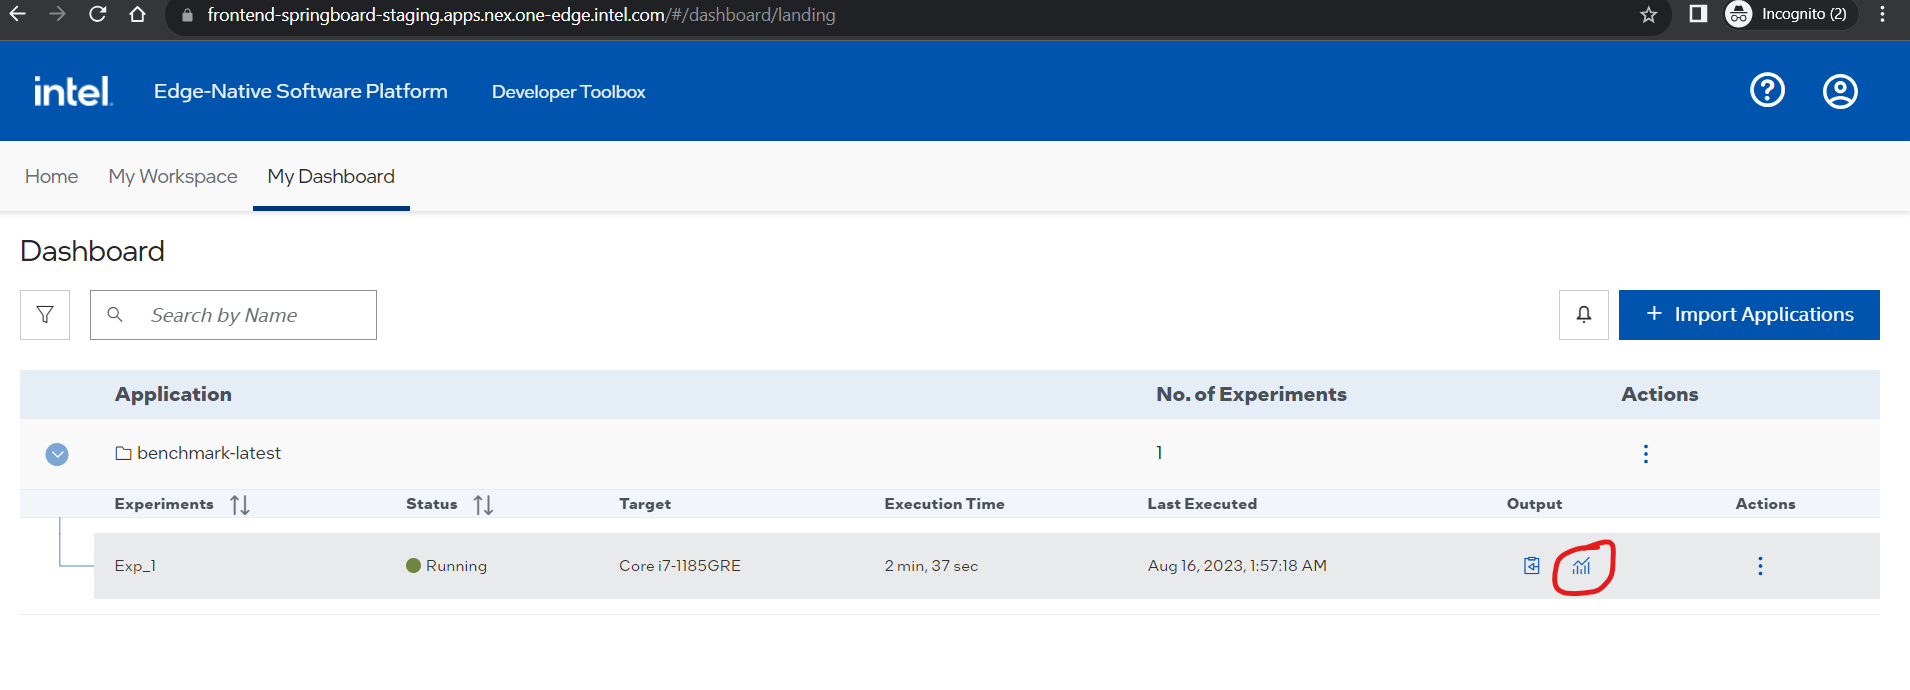 frontend-springboard-staging.apps.nex.one-edge.intel.com/#/dashboard/landing Incognito (2)
intel. Edge-Native Software Platform Developer Toolbox ?
Home My Workspace My Dashboard
Dashboard
Search by Name + Import Applications
Application No. of Experiments Actions
benchmark-latest 1
Experiments Status Target Execution Time Last Executed Output Actions
Exp_1 Running Core i7-1185GRE 2 min, 37 sec Aug 16, 2023, 1:57:18 AM